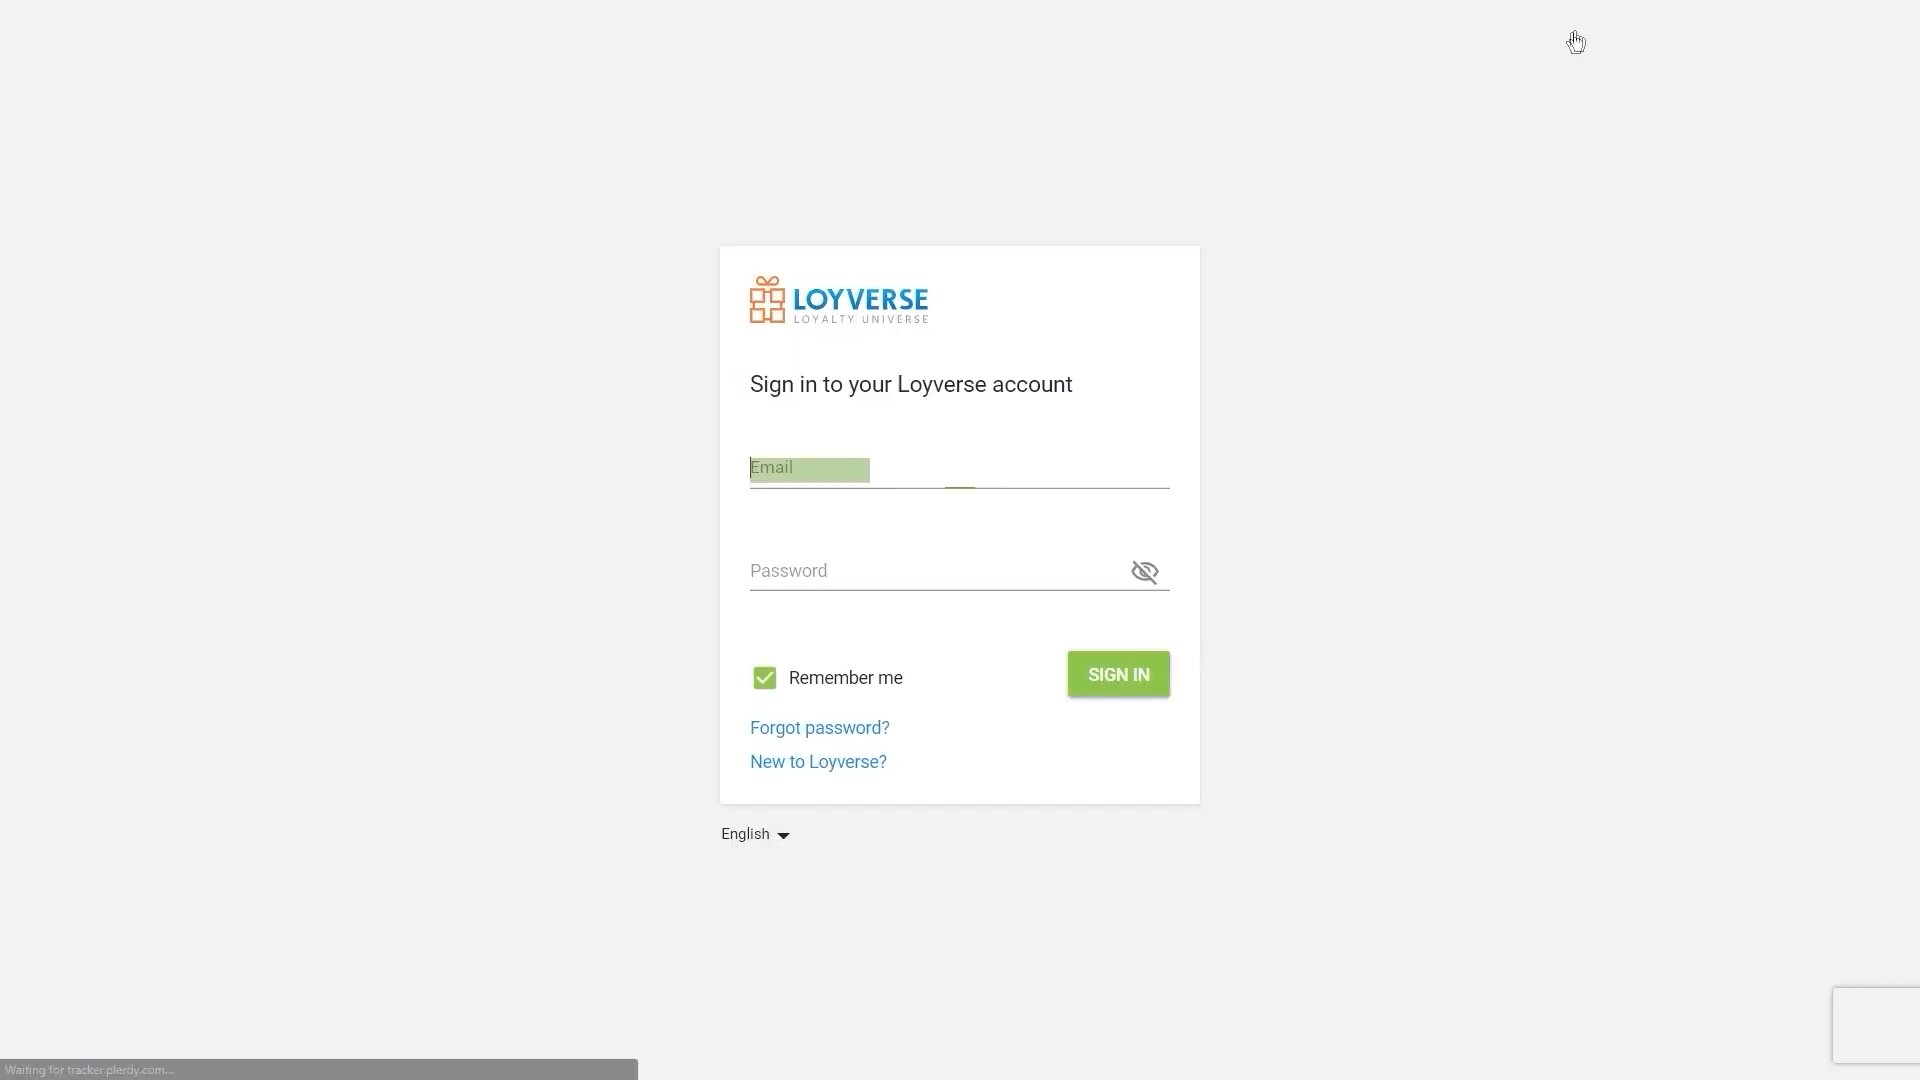 LOYVERSE
LOYALTY UNIVERSE
Sign in to your Loyverse account
Email
Password
Remember me
SIGN IN
Forgot password?
New to Loyverse?
English
Waiting for tracker.plerdy.com...